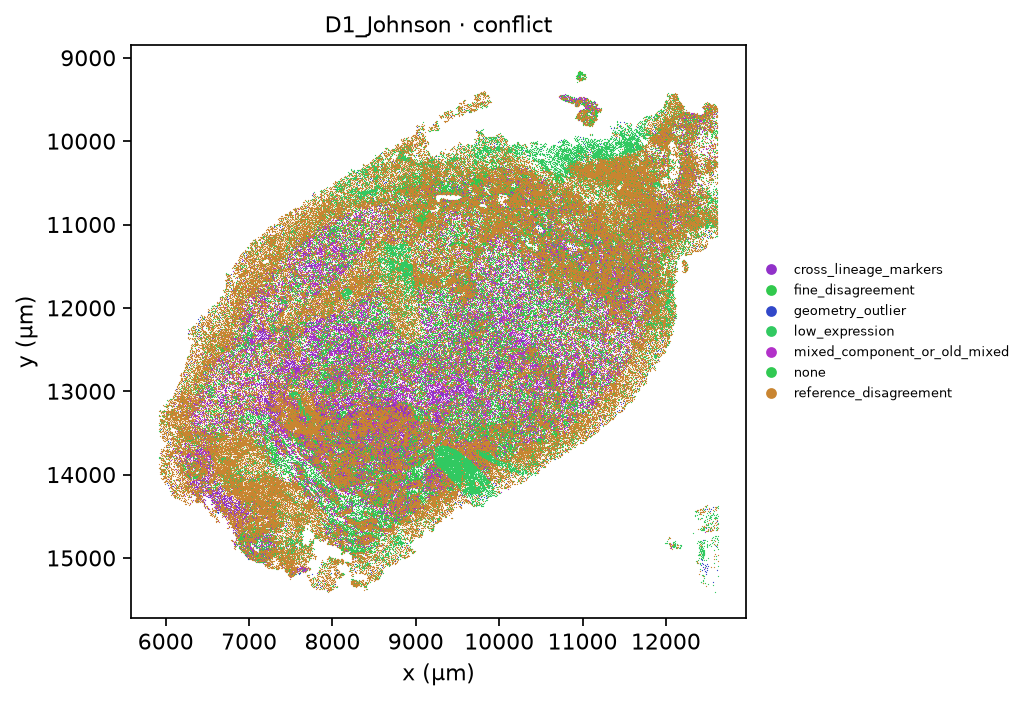 D1_Johnson · conflict
9000
10000
11000
12000
13000
14000
15000
y (μm)
6000 7000 8000 9000 10000 11000 12000
x (μm)
cross_lineage_markers
fine_disagreement
geometry_outlier
low_expression
mixed_component_or_old_mixed
none
reference_disagreement